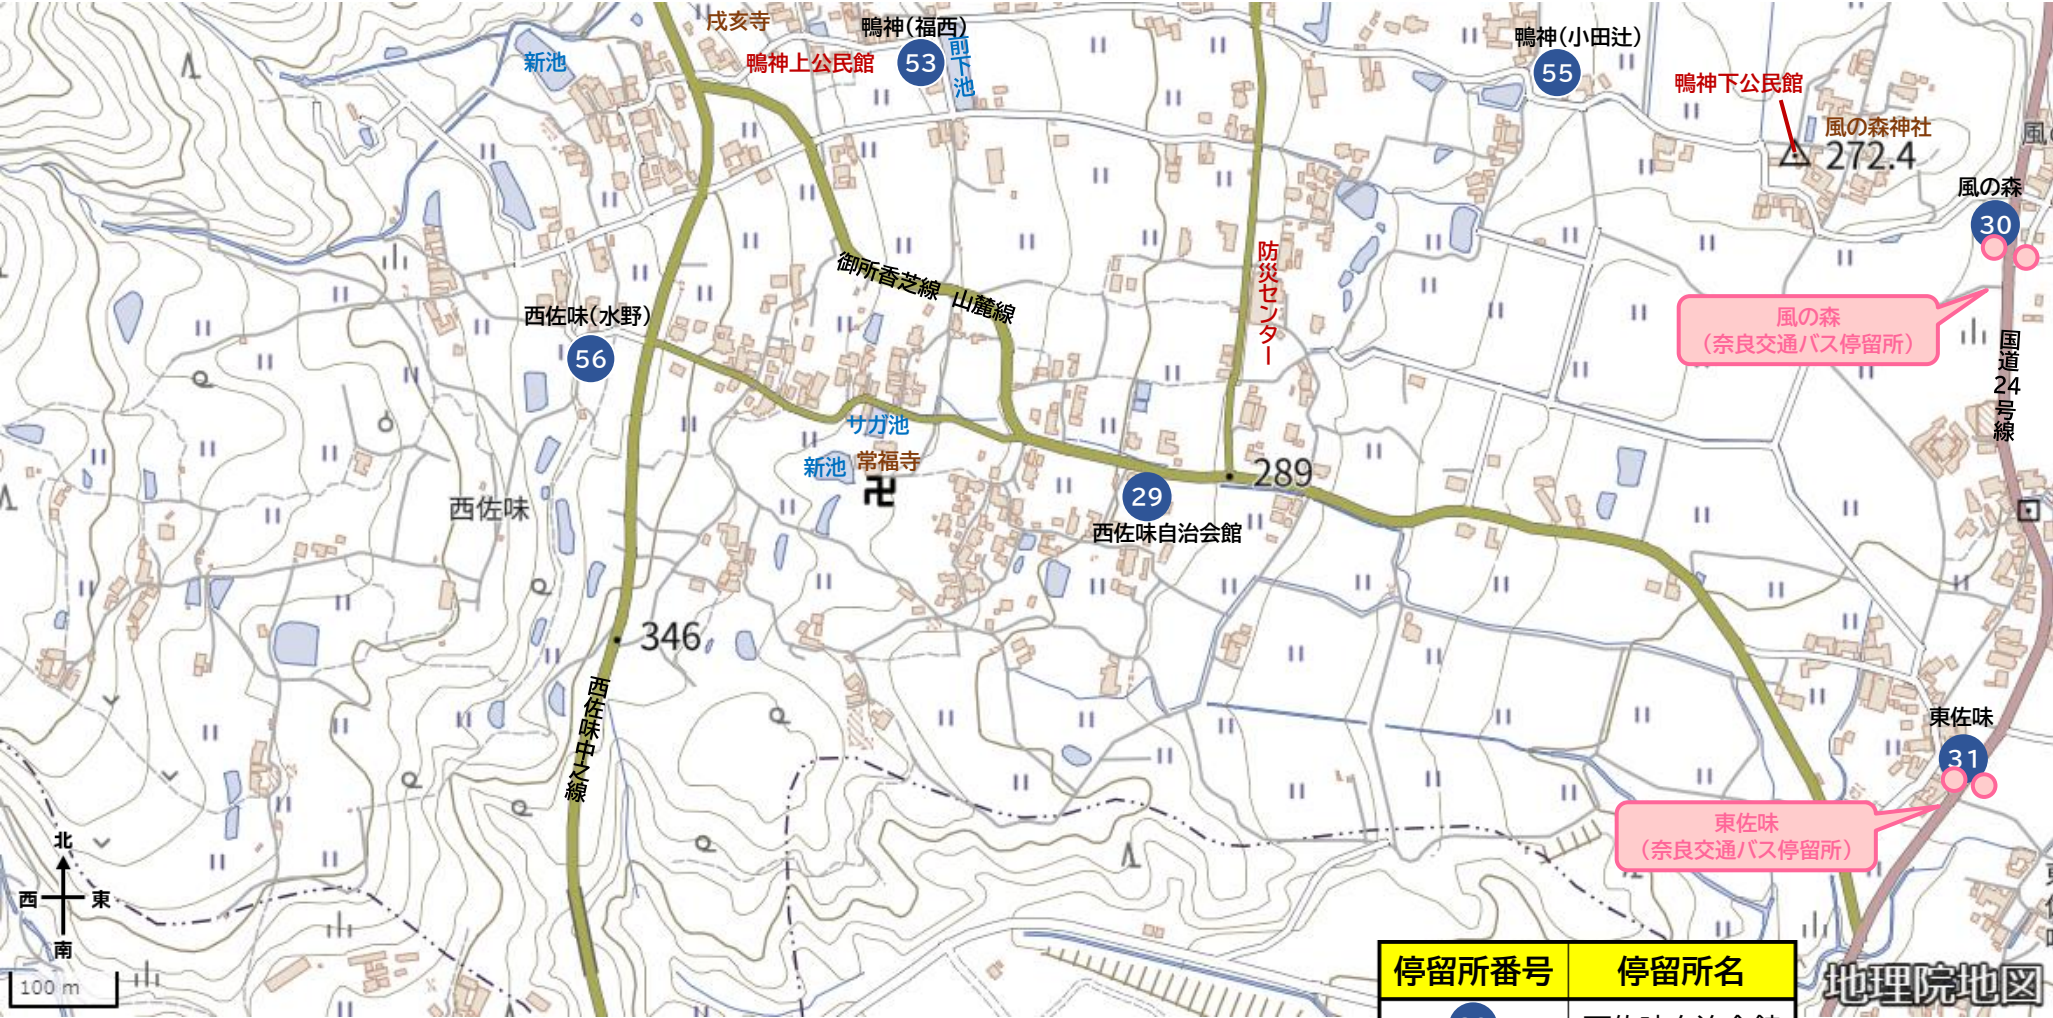 戌亥寺
鴨神（福西）
53
前下池
新池
鴨神上公民館
鴨神（小田辻）
55
鴨神下公民館
風の森神社
272.4
風の森
30
御所香芝線 山麓線
防災センター
西佐味（水野）
56
風の森
（奈良交通バス停留所）
国道24号線
サガ池
新池
常福寺
卍
289
29
西佐味自治会館
西佐味
346
西佐味中之線
東佐味
31
東佐味
（奈良交通バス停留所）
北
西 東
南
100 m
停留所番号 停留所名
地理院地図